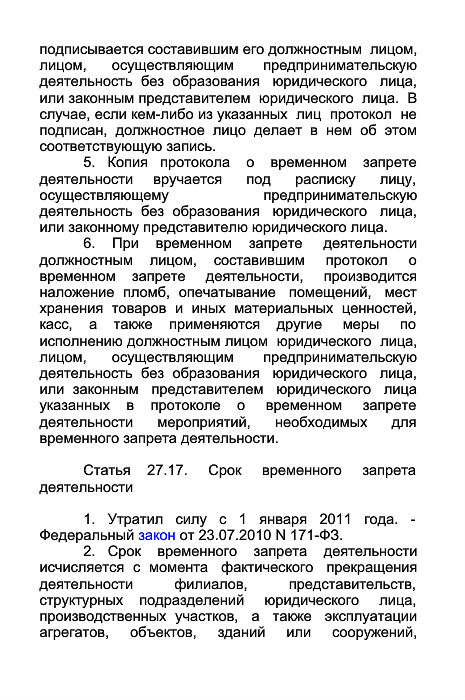 подписывается составившим его должностным лицом,
лицом, осуществляющим предпринимательскую
деятельность без образования юридического лица,
или законным представителем юридического лица. В
случае, если кем-либо из указанных лиц протокол не
подписан, должностное лицо делает в нем об этом
соответствующую запись.
5. Копия протокола о временном запрете
деятельности вручается под расписку лицу,
осуществляющему предпринимательскую
деятельность без образования юридического лица,
или законному представителю юридического лица.
6. При временном запрете деятельности
должностным лицом, составившим протокол о
временном запрете деятельности, производится
наложение пломб, опечатывание помещений, мест
хранения товаров и иных материальных ценностей,
касс, а также применяются другие меры по
исполнению должностным лицом юридического лица,
лицом, осуществляющим предпринимательскую
деятельность без образования юридического лица,
или законным представителем юридического лица
указанных в протоколе о временном запрете
деятельности мероприятий, необходимых для
временного запрета деятельности.
Статья 27.17. Срок временного запрета
деятельности
1. Утратил силу с 1 января 2011 года. -
Федеральный закон от 23.07.2010 N 171-ФЗ.
2. Срок временного запрета деятельности
исчисляется с момента фактического прекращения
деятельности филиалов, представительств,
структурных подразделений юридического лица,
производственных участков, а также эксплуатации
агрегатов, объектов, зданий или сооружений,